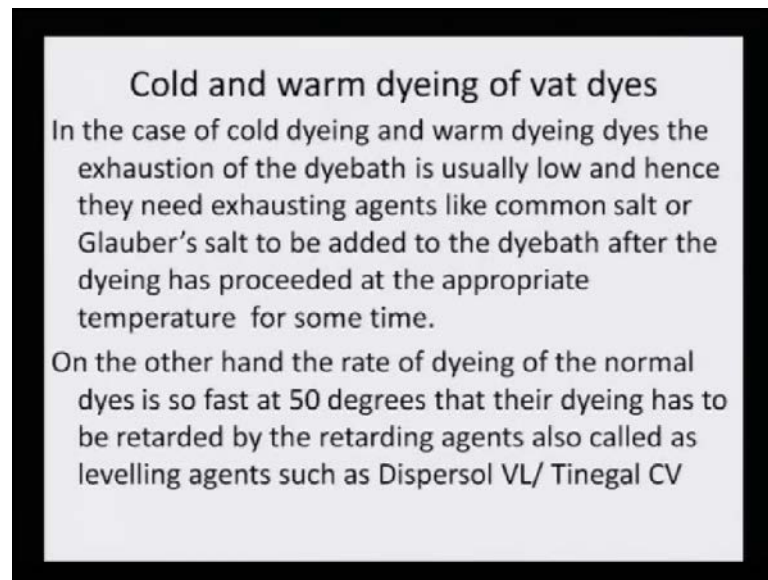 Cold and warm dyeing of vat dyes
In the case of cold dyeing and warm dyeing dyes the
exhaustion of the dyebath is usually low and hence
they need exhausting agents like common salt or
Glauber's salt to be added to the dyebath after the
dyeing has proceeded at the appropriate
temperature for some time.
On the other hand the rate of dyeing of the normal
dyes is so fast at 50 degrees that their dyeing has to
be retarded by the retarding agents also called as
levelling agents such as Dispersol VL/ Tinegal CV